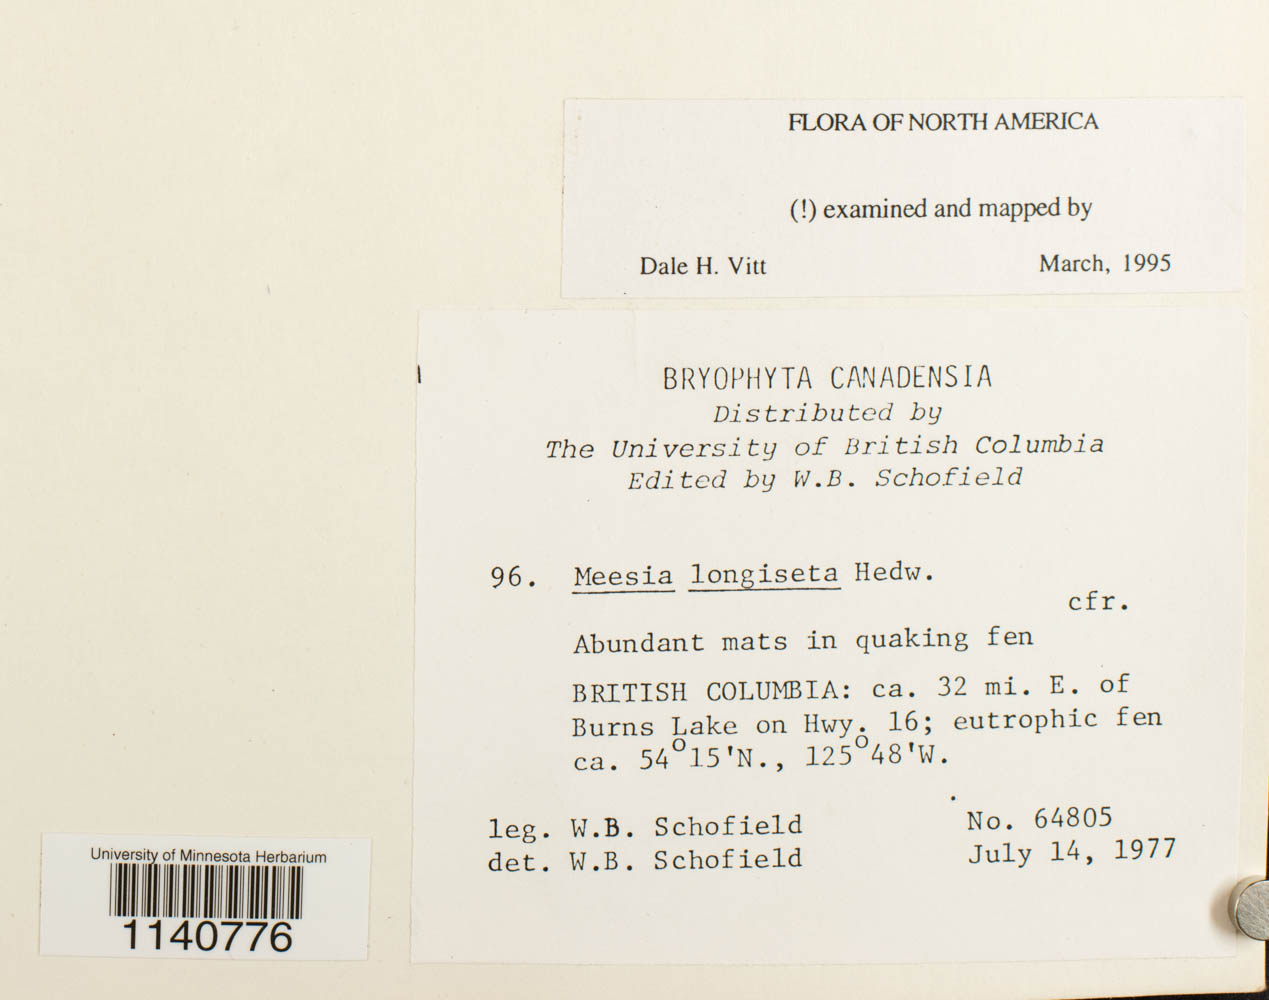 FLORA OF NORTH AMERICA
(!) examined and mapped by
Dale H. Vitt March, 1995
BRYOPHYTA CANADENSIA
Distributed by
The University of British Columbia
Edited by W.B. Schofield
96. Meesia longiseta Hedw.
cfr.
Abundant mats in quaking fen
BRITISH COLUMBIA: ca. 32 mi. E. of
Burns Lake on Hwy. 16; eutrophic fen
ca. 54°15'N., 125°48'W.
leg. W.B. Schofield No. 64805
det. W.B. Schofield July 14, 1977
University of Minnesota Herbarium
1140776